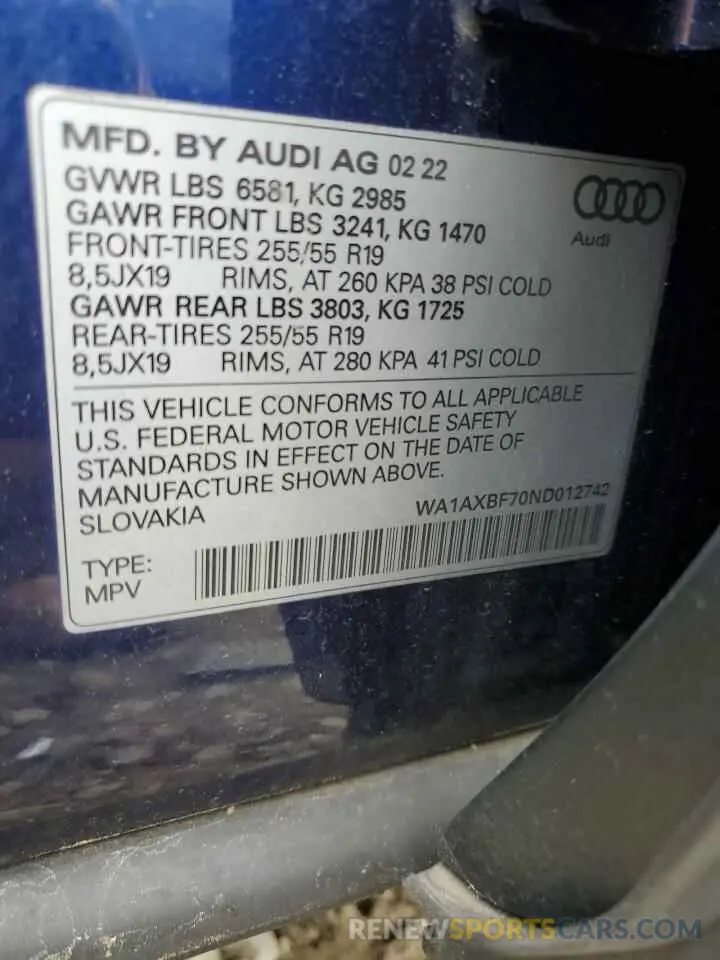 MFD. BY AUDI AG 02 22
GVWR LBS 6581, KG 2985
GAWR FRONT LBS 3241, KG 1470
FRONT-TIRES 255/55 R19
8,5JX19 RIMS, AT 260 KPA 38 PSI COLD
GAWR REAR LBS 3803, KG 1725
REAR-TIRES 255/55 R19
8,5JX19 RIMS, AT 280 KPA 41 PSI COLD
Audi
THIS VEHICLE CONFORMS TO ALL APPLICABLE
U.S. FEDERAL MOTOR VEHICLE SAFETY
STANDARDS IN EFFECT ON THE DATE OF
MANUFACTURE SHOWN ABOVE.
SLOVAKIA WA1AXBF70ND012742
TYPE:
MPV
RENEWSPORTSCARS.COM